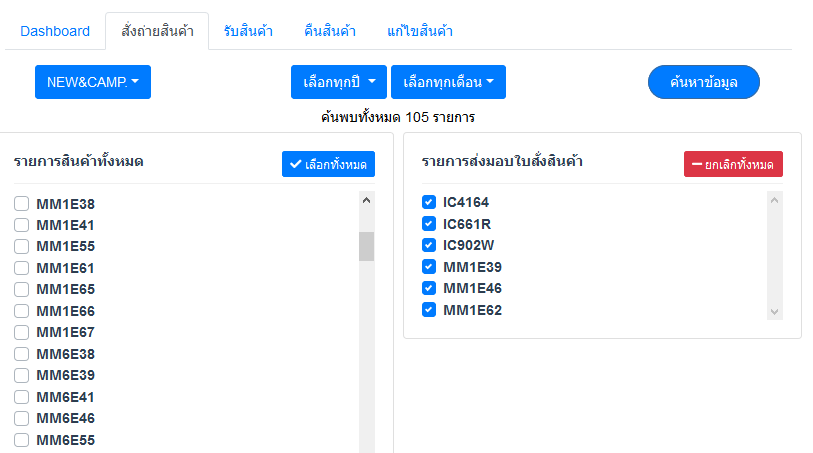 Dashboard สั่งถ่ายสินค้า รับสินค้า คืนสินค้า แก้ไขสินค้า
NEW&CAMP. เลือกทุกปี เลือกทุกเดือน ค้นหาข้อมูล
ค้นพบทั้งหมด 105 รายการ
รายการสินค้าทั้งหมด เลือกทั้งหมด
MM1E38
MM1E41
MM1E55
MM1E61
MM1E65
MM1E66
MM1E67
MM6E38
MM6E39
MM6E41
MM6E46
MM6E55
รายการส่งมอบใบสั่งสินค้า ยกเลิกทั้งหมด
IC4164
IC661R
IC902W
MM1E39
MM1E46
MM1E62